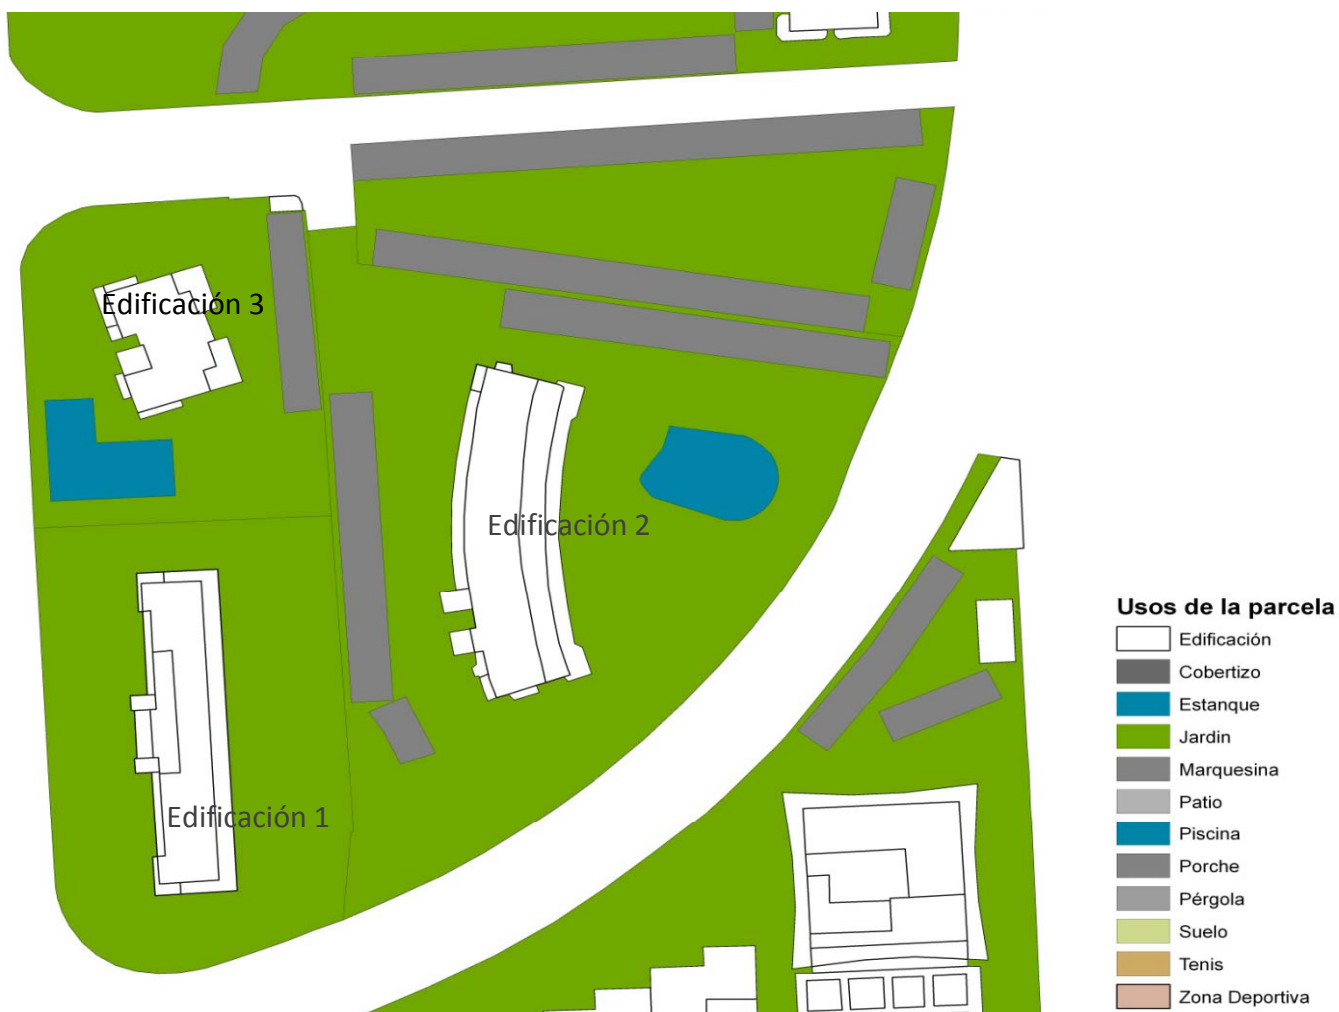 Edificación 3
Edificación 2
Edificación 1
Usos de la parcela
Edificación
Cobertizo
Estanque
Jardin
Marquesina
Patio
Piscina
Porche
Pérgola
Suelo
Tenis
Zona Deportiva